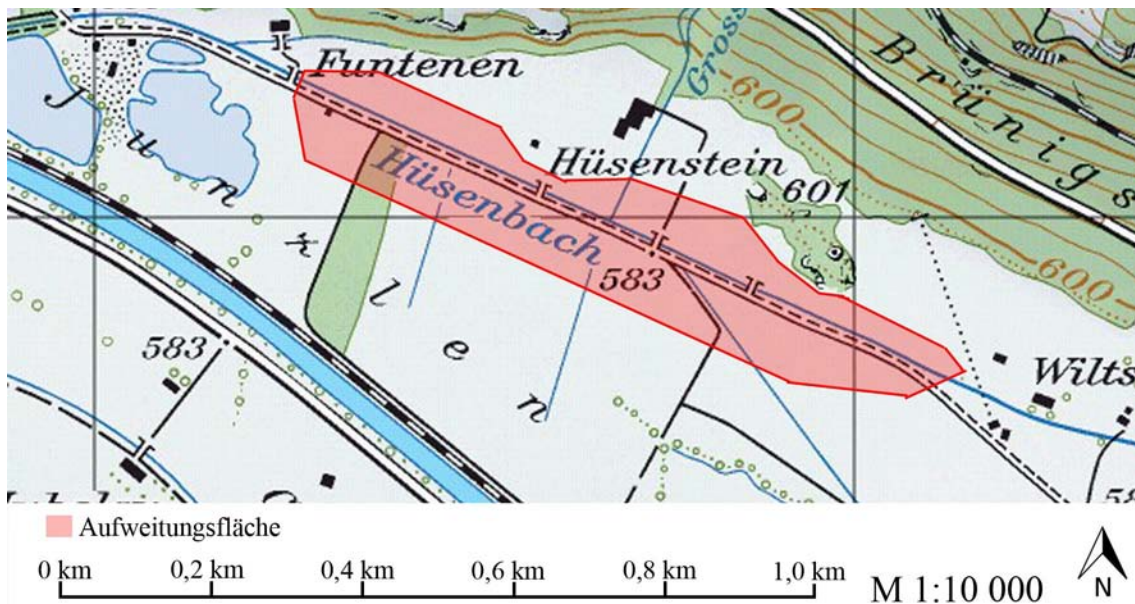 Funtenen
Gross
Brünigs
600
Junklen
Hüsenstein
601
Hüsenbach
583
600
583
Wilts
Aufweitungsfläche
0 km 0,2 km 0,4 km 0,6 km 0,8 km 1,0 km
M 1:10 000
N